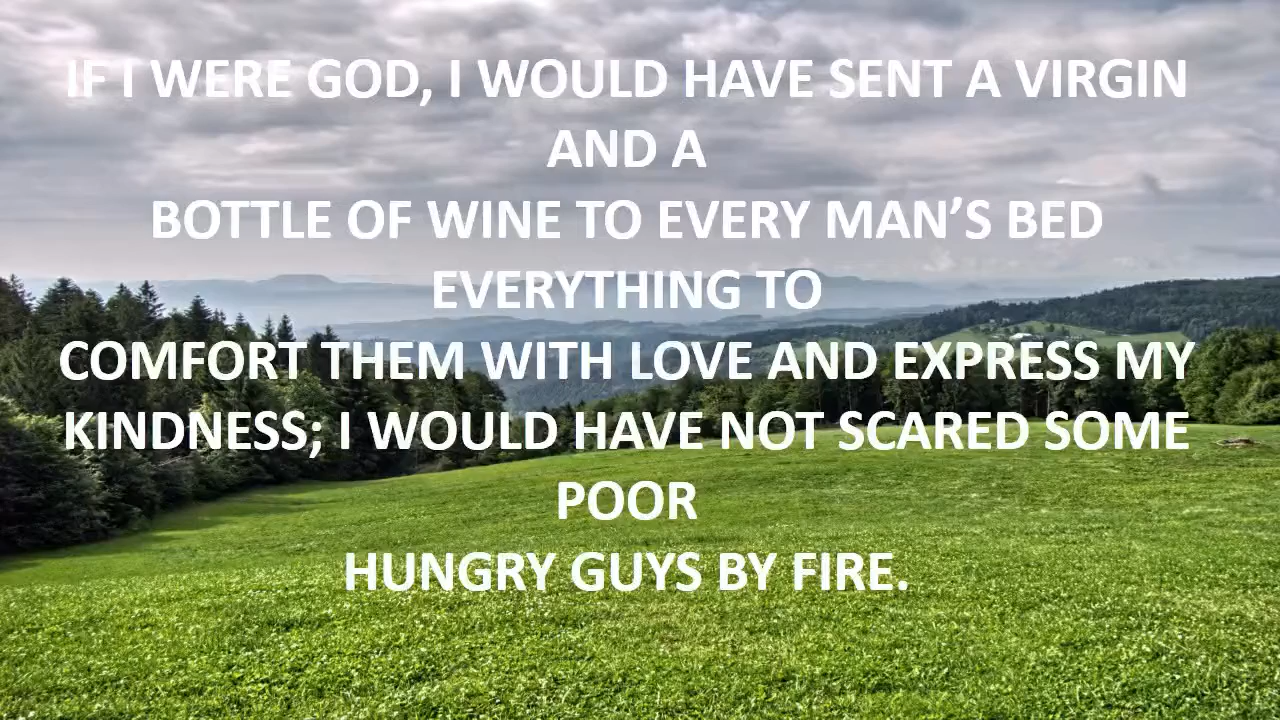 IF I WERE GOD, I WOULD HAVE SENT A VIRGIN
AND A
BOTTLE OF WINE TO EVERY MAN’S BED
EVERYTHING TO
COMFORT THEM WITH LOVE AND EXPRESS MY
KINDNESS; I WOULD HAVE NOT SCARED SOME
POOR
HUNGRY GUYS BY FIRE.